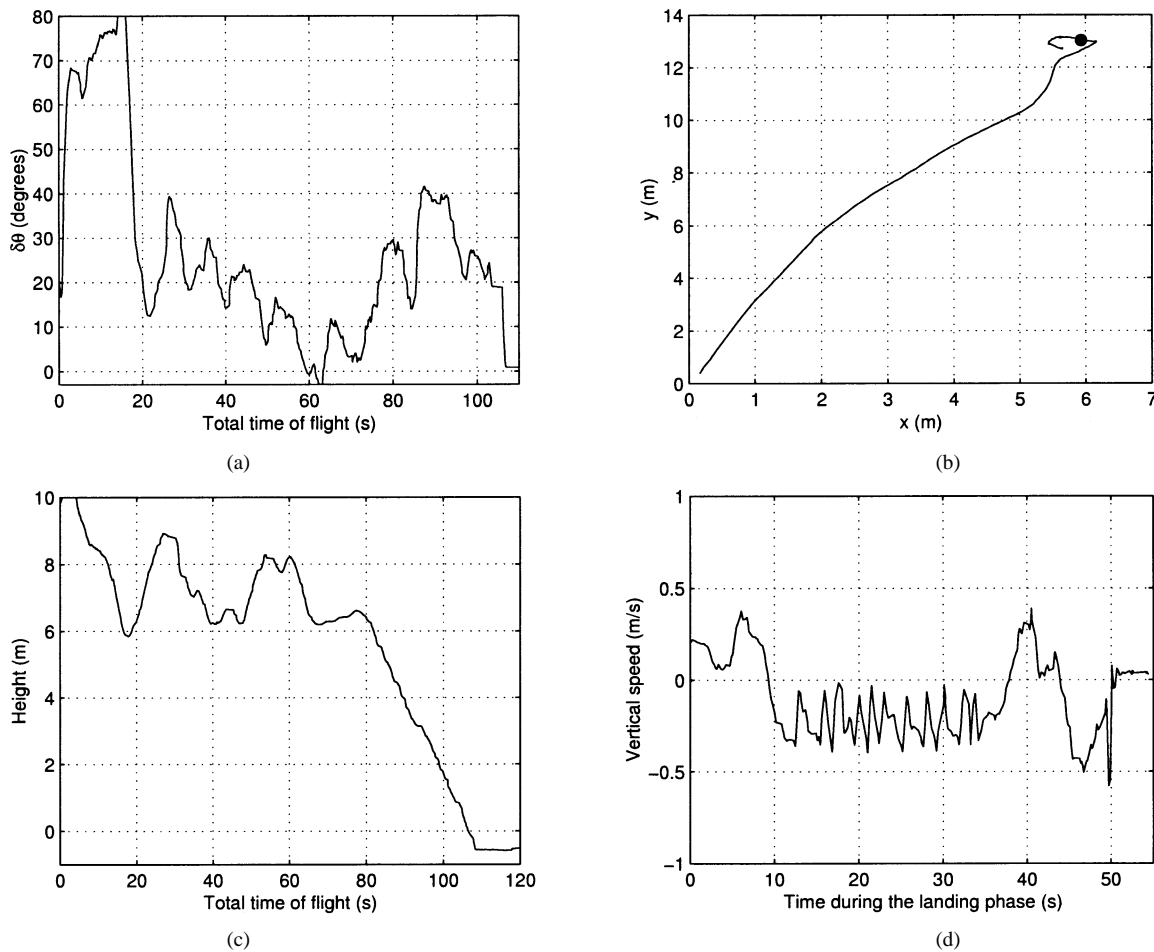 80
70
60
50
40
30
20
10
0
δθ (degrees)
0 20 40 60 80 100
Total time of flight (s)
(a)
14
12
10
8
6
4
2
0
y (m)
0 1 2 3 4 5 6 7
x (m)
(b)
10
8
6
4
2
0
Height (m)
0 20 40 60 80 100 120
Total time of flight (s)
(c)
1
0.5
0
−0.5
−1
Vertical speed (m/s)
0 10 20 30 40 50
Time during the landing phase (s)
(d)